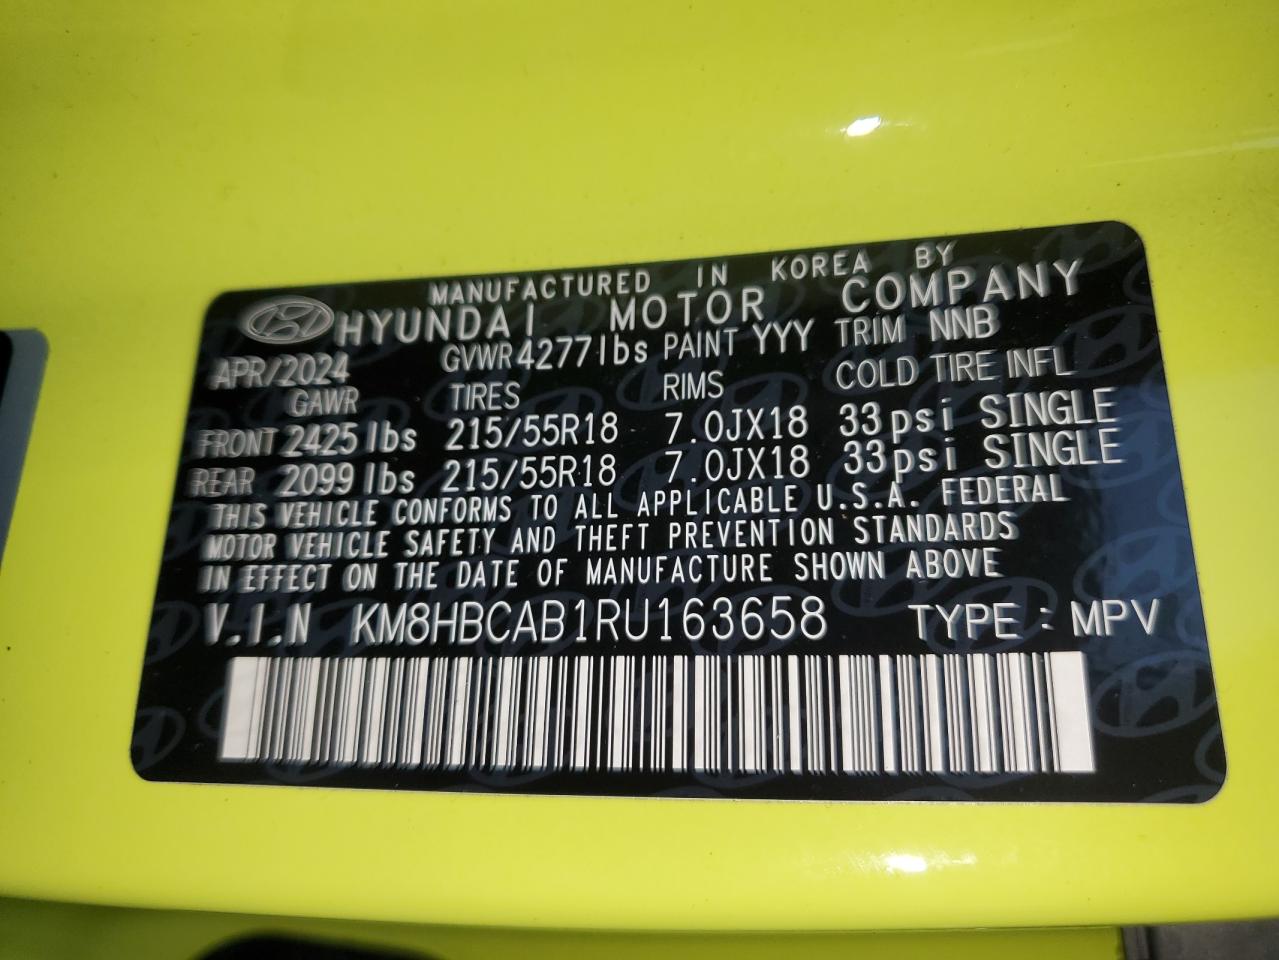 MANUFACTURED IN KOREA BY
HYUNDAI MOTOR COMPANY
APR/2024 GVWR 4277lbs PAINT YYY TRIM NNB
GAWR TIRES RIMS COLD TIRE INFL
FRONT 2425 lbs 215/55R18 7.0JX18 33psi SINGLE
REAR 2099 lbs 215/55R18 7.0JX18 33psi SINGLE
THIS VEHICLE CONFORMS TO ALL APPLICABLE U.S.A. FEDERAL
MOTOR VEHICLE SAFETY AND THEFT PREVENTION STANDARDS
IN EFFECT ON THE DATE OF MANUFACTURE SHOWN ABOVE
V.I.N KM8HBCAB1RU163658 TYPE : MPV